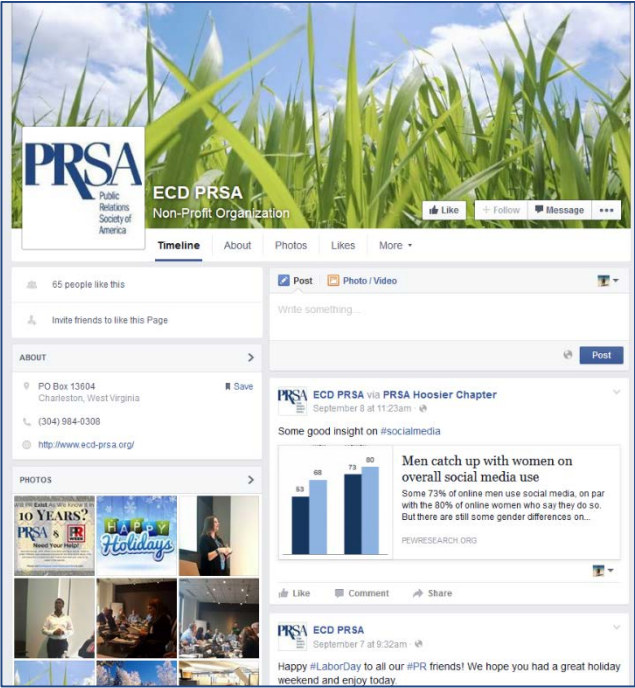 PRSA
Public
Relations
Society of
America
ECD PRSA
Non-Profit Organization
Like
+ Follow
Message
Timeline
About
Photos
Likes
More
65 people like this
Invite friends to like this Page
ABOUT
PO Box 13604
Charleston, West Virginia
Save
(304) 984-0308
http://www.ecd-prsa.org/
PHOTOS
10 YEARS?
PRSA &
Need Your Help!
HAPPY
Holidays
Post
Photo / Video
Write something...
Post
PRSA
ECD PRSA via PRSA Hoosier Chapter
September 8 at 11:23am
Some good insight on #socialmedia
53
68
73
80
Men catch up with women on
overall social media use
Some 73% of online men use social media, on par
with the 80% of online women who say they do so.
But there are still some gender differences on...
PEWRESEARCH.ORG
Like
Comment
Share
PRSA
ECD PRSA
September 7 at 9:32am
Happy #LaborDay to all our #PR friends! We hope you had a great holiday
weekend and enjoy today.